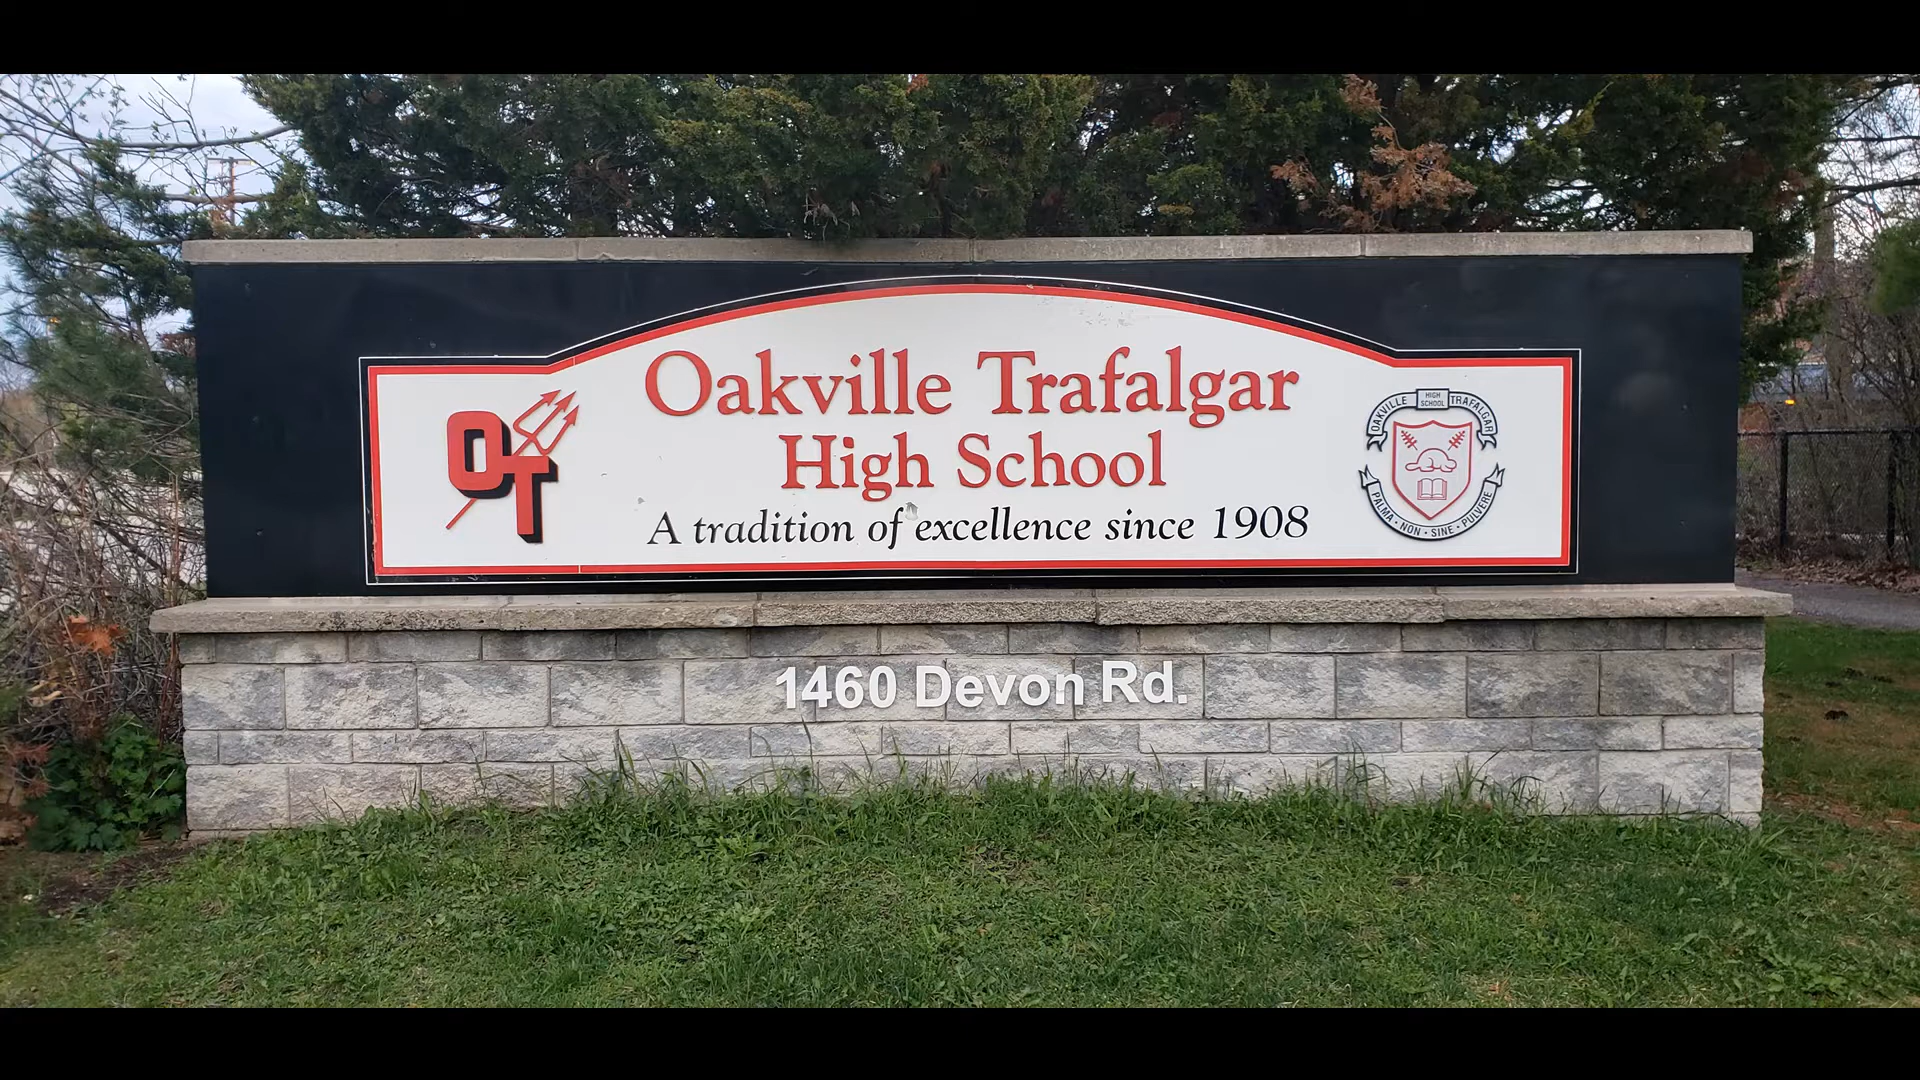 Oakville Trafalgar
High School
A tradition of excellence since 1908
OT
OAKVILLE HIGH SCHOOL TRAFALGAR
PALMA • NON • SINE • PULVERE
1460 Devon Rd.